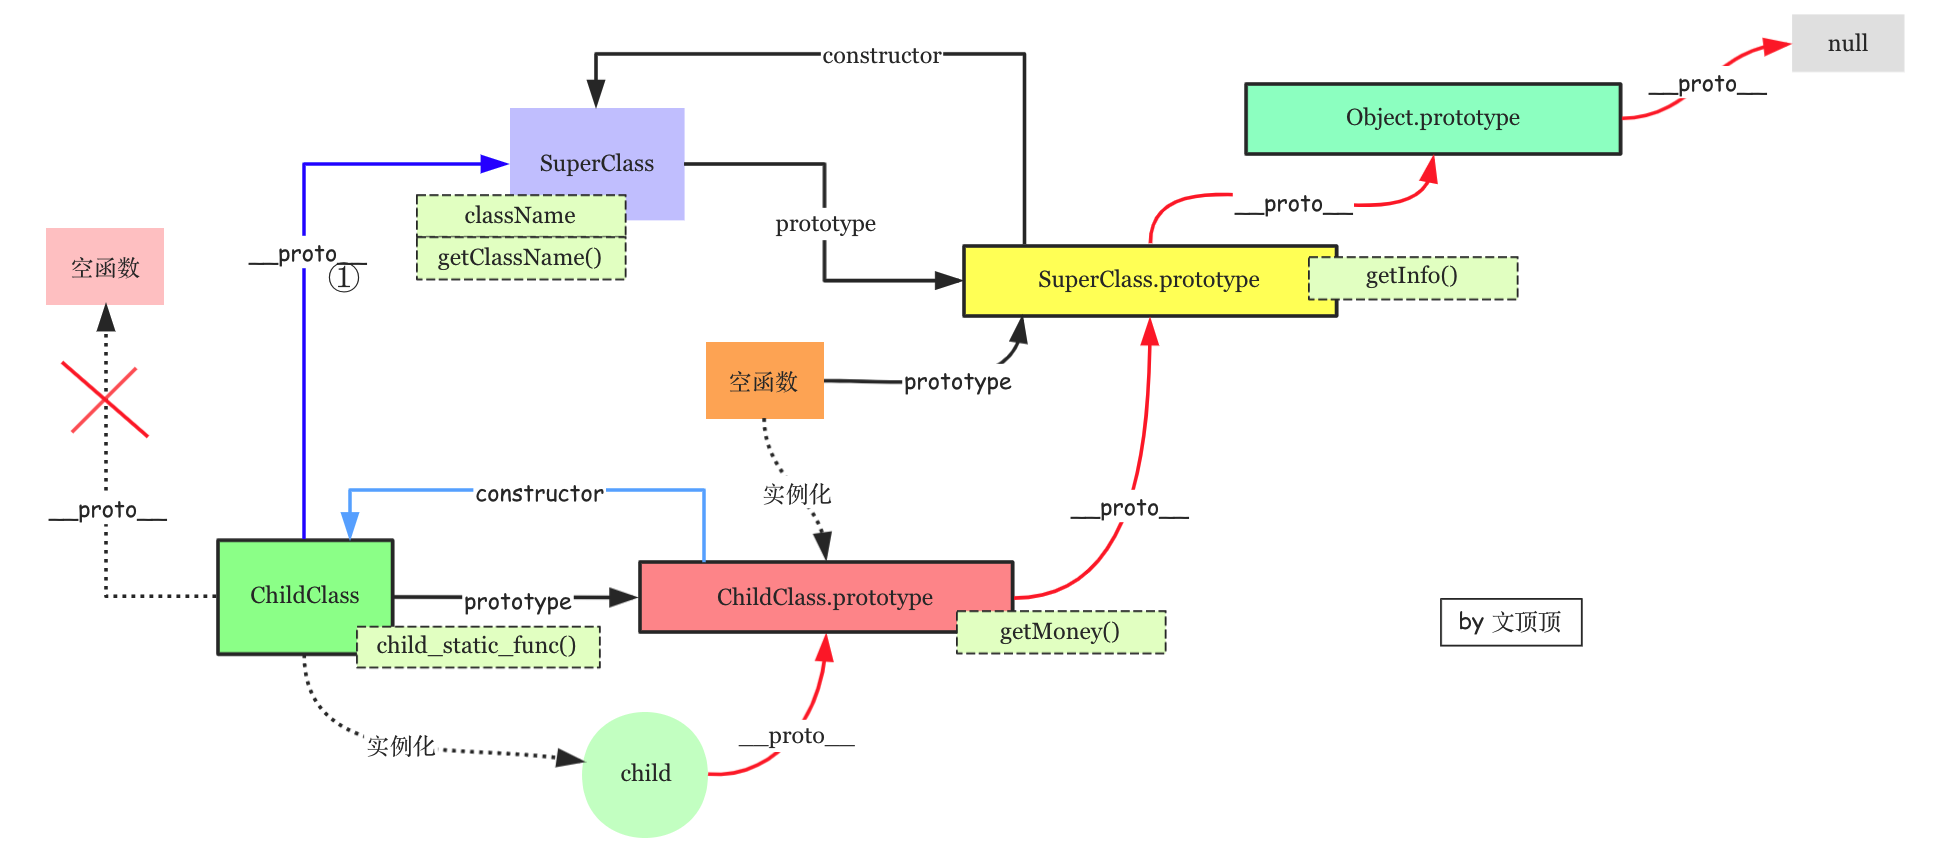 null
constructor
__proto__
Object.prototype
SuperClass
className
getClassName()
prototype
__proto__
__proto__
①
空函数
SuperClass.prototype
getInfo()
空函数
prototype
实例化
constructor
__proto__
__proto__
ChildClass
prototype
child_static_func()
ChildClass.prototype
getMoney()
by 文顶顶
实例化
__proto__
child